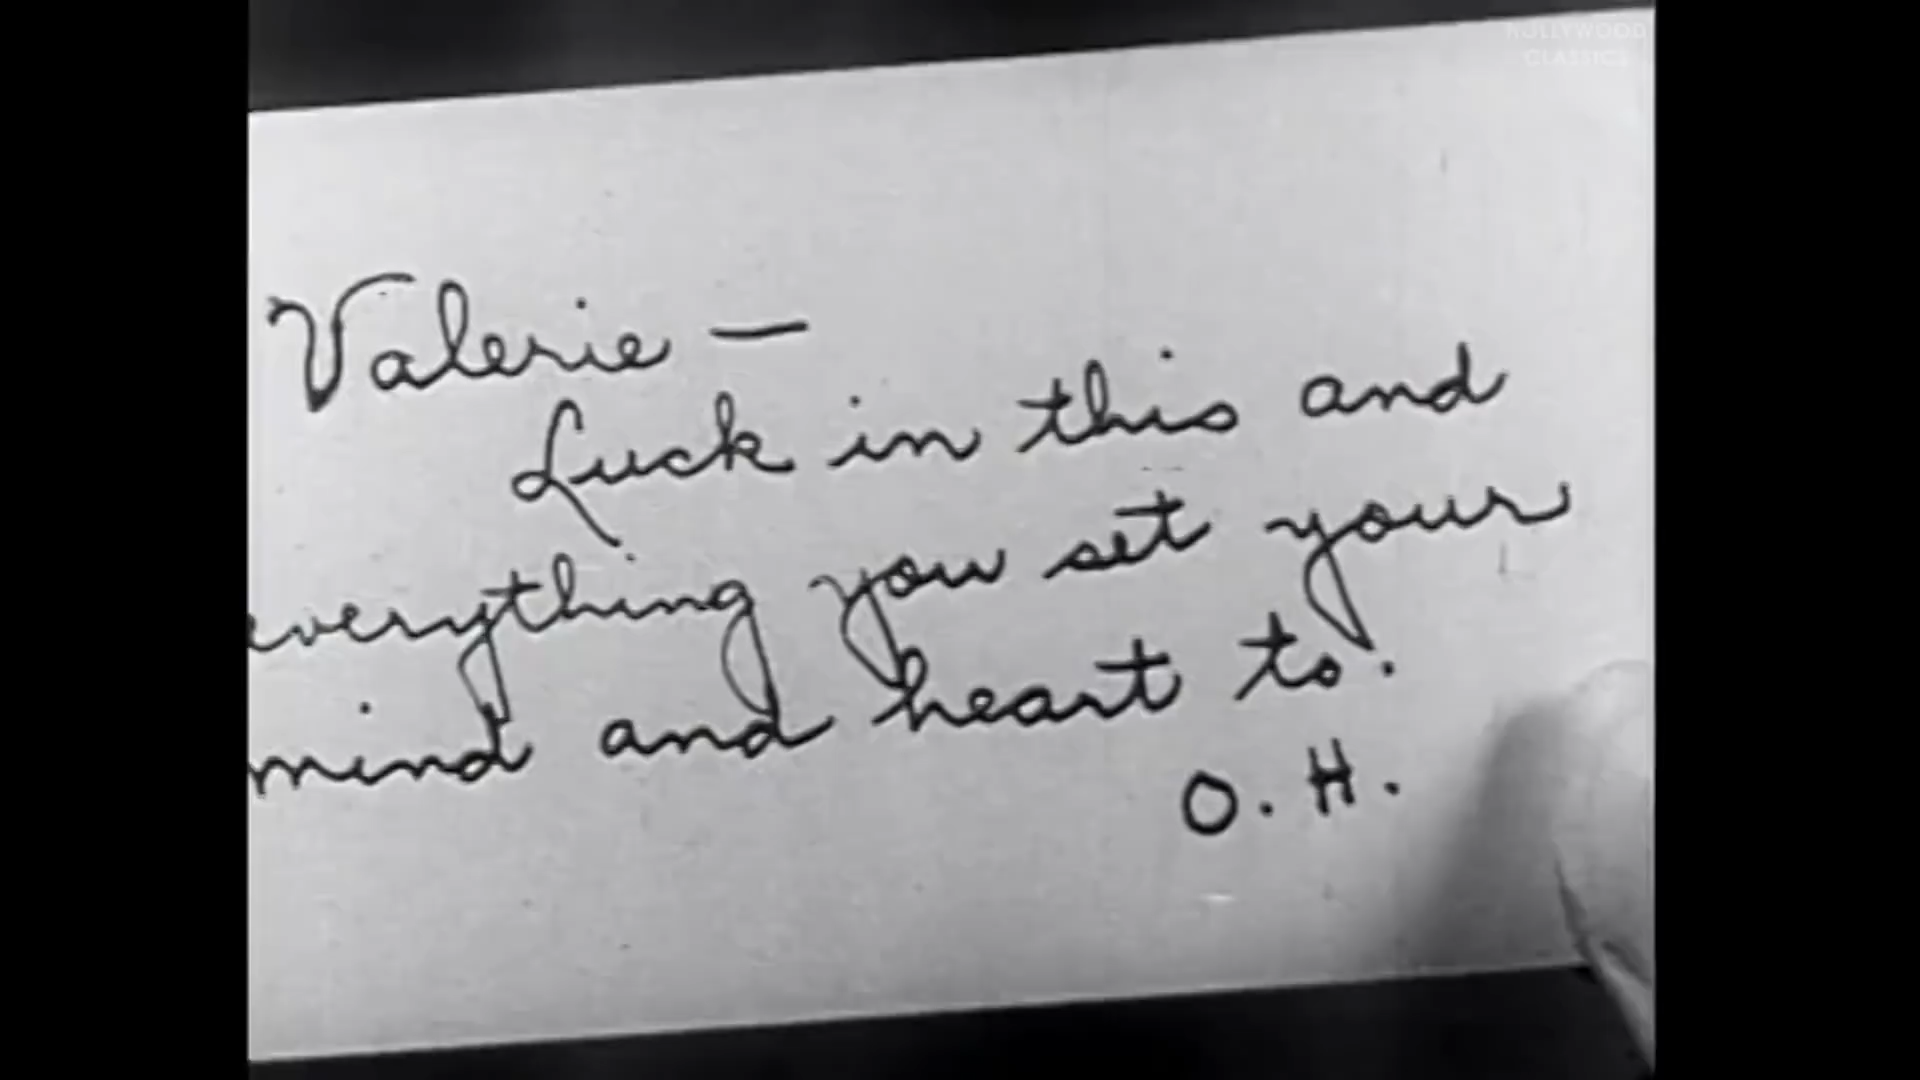 HOLLYWOOD
CLASSICS
Valerie —
Luck in this and
everything you set your
mind and heart to.
O. H.